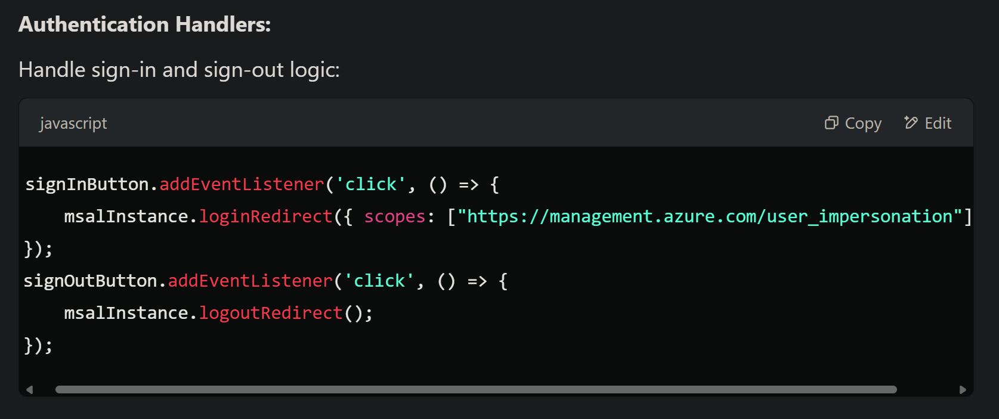 Authentication Handlers:
Handle sign-in and sign-out logic:
javascript
Copy
Edit
signInButton.addEventListener('click', () => {
    msalInstance.loginRedirect({ scopes: ["https://management.azure.com/user_impersonation"]
});
signOutButton.addEventListener('click', () => {
    msalInstance.logoutRedirect();
});